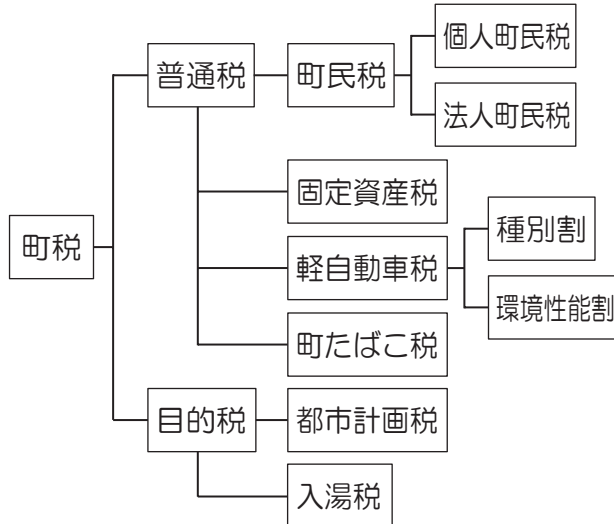 町税
普通税
町民税
個人町民税
法人町民税
固定資産税
軽自動車税
種別割
環境性能割
町たばこ税
目的税
都市計画税
入湯税